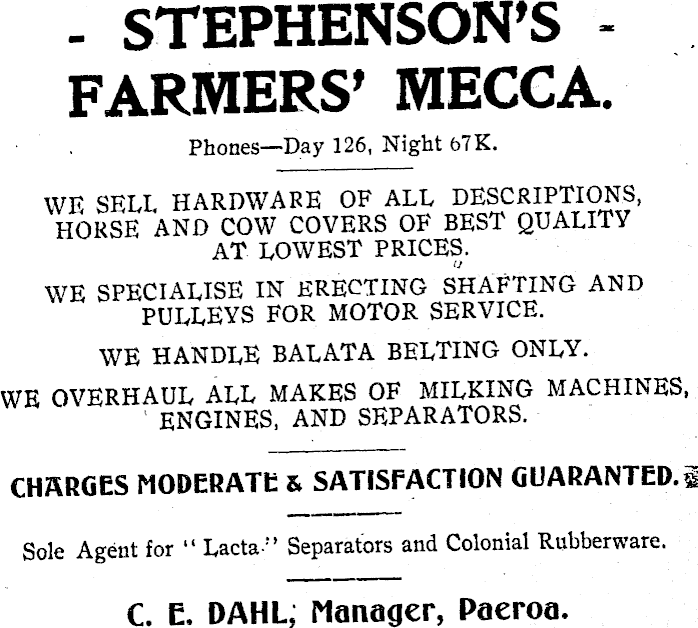 - STEPHENSON'S -
FARMERS' MECCA.
Phones—Day 126, Night 67K.
WE SELL HARDWARE OF ALL DESCRIPTIONS,
HORSE AND COW COVERS OF BEST QUALITY
AT LOWEST PRICES.
WE SPECIALISE IN ERECTING SHAFTING AND
PULLEYS FOR MOTOR SERVICE.
WE HANDLE BALATA BELTING ONLY.
WE OVERHAUL ALL MAKES OF MILKING MACHINES,
ENGINES, AND SEPARATORS.
CHARGES MODERATE & SATISFACTION GUARANTED.
Sole Agent for "Lacta" Separators and Colonial Rubberware.
C. E. DAHL, Manager, Paeroa.